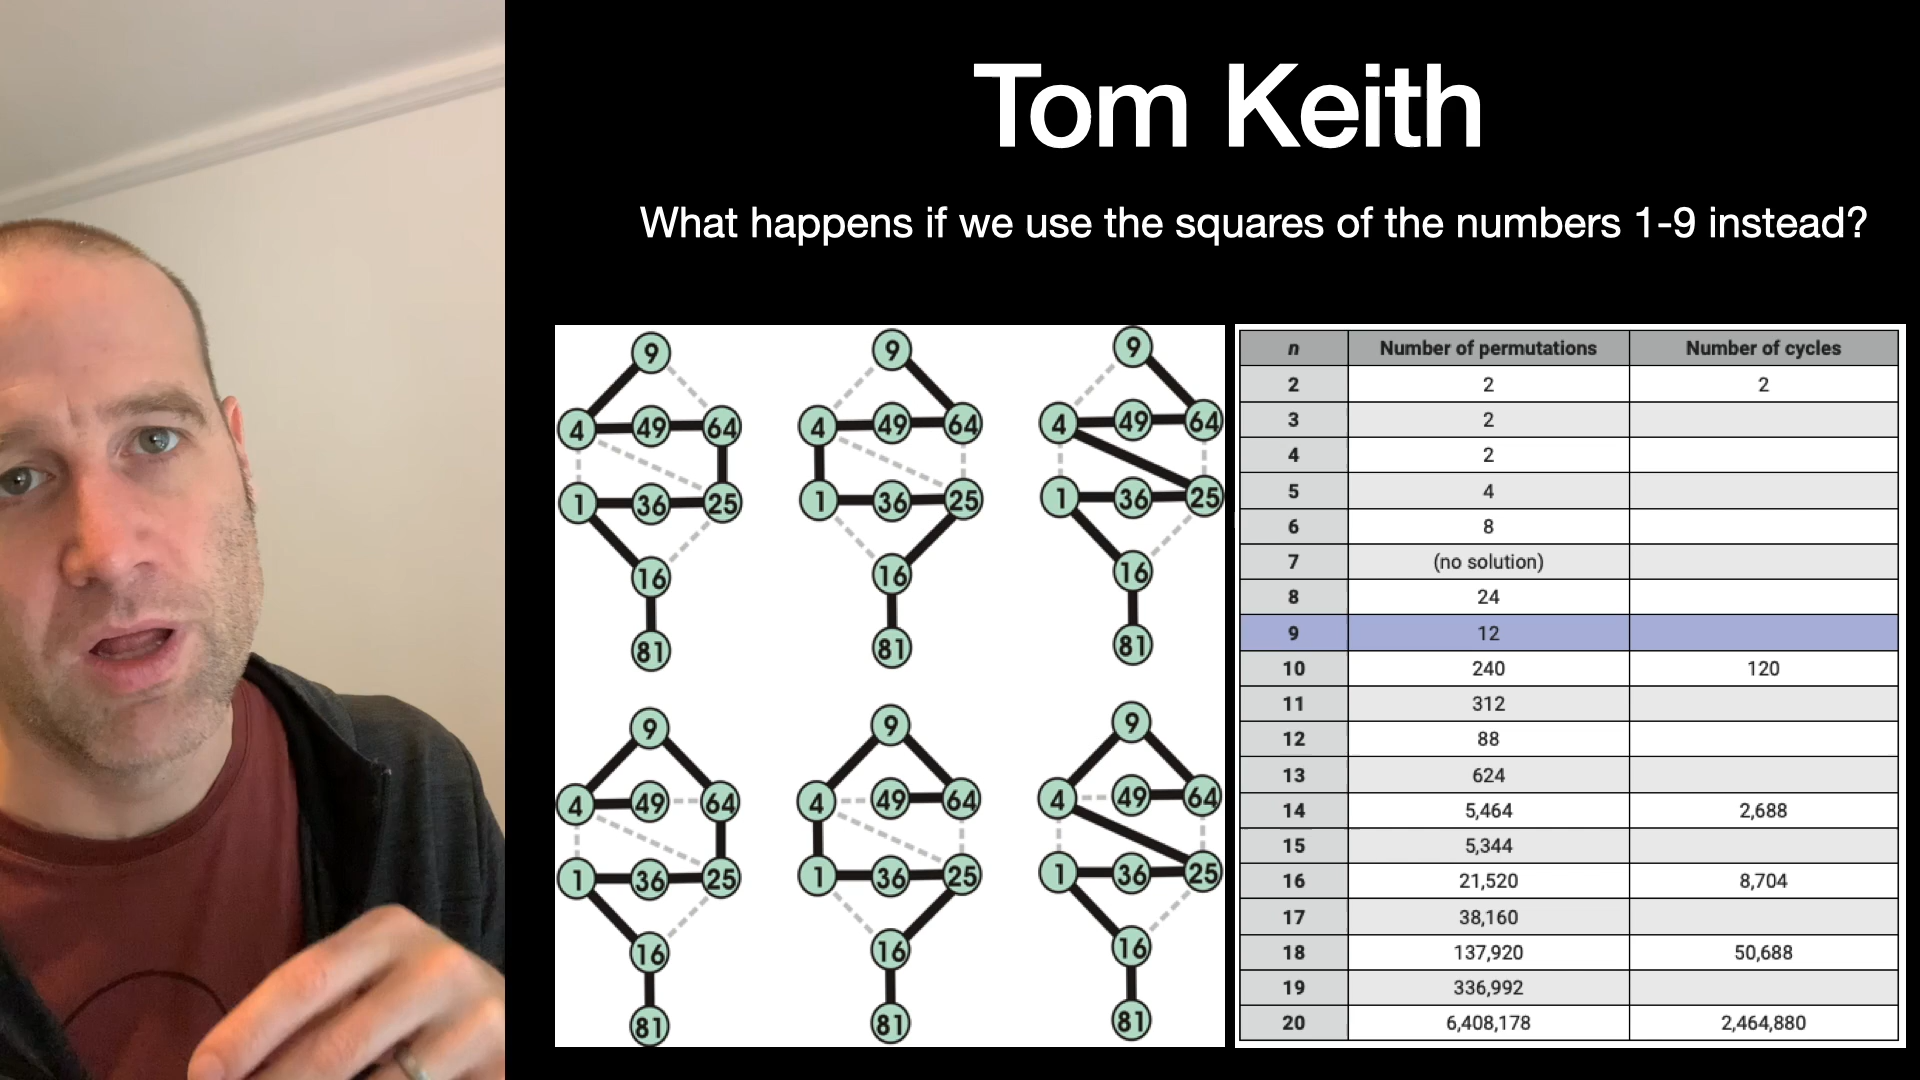 Tom Keith
What happens if we use the squares of the numbers 1-9 instead?
9 9 9
4 49 64 4 49 64 4 49 64
1 36 25 1 36 25 1 36 25
16 16 16
81 81 81
9 9 9
4 49 64 4 49 64 4 49 64
1 36 25 1 36 25 1 36 25
16 16 16
81 81 81
n Number of permutations Number of cycles
2 2 2
3 2
4 2
5 4
6 8
7 (no solution)
8 24
9 12
10 240 120
11 312
12 88
13 624
14 5,464 2,688
15 5,344
16 21,520 8,704
17 38,160
18 137,920 50,688
19 336,992
20 6,408,178 2,464,880